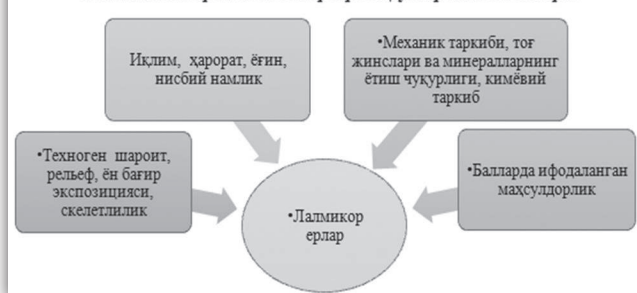 Иқлим, ҳарорат, ёғин,
нисбий намлик
•Механик таркиби, тоғ
жинслари ва минералларнинг
ётиш чуқурлиги, кимёвий
таркиб
•Техноген шароит,
рельеф, ён бағир
экспозицияси,
скелетлилик
•Балларда ифодаланган
маҳсулдорлик
•Лалмикор
ерлар